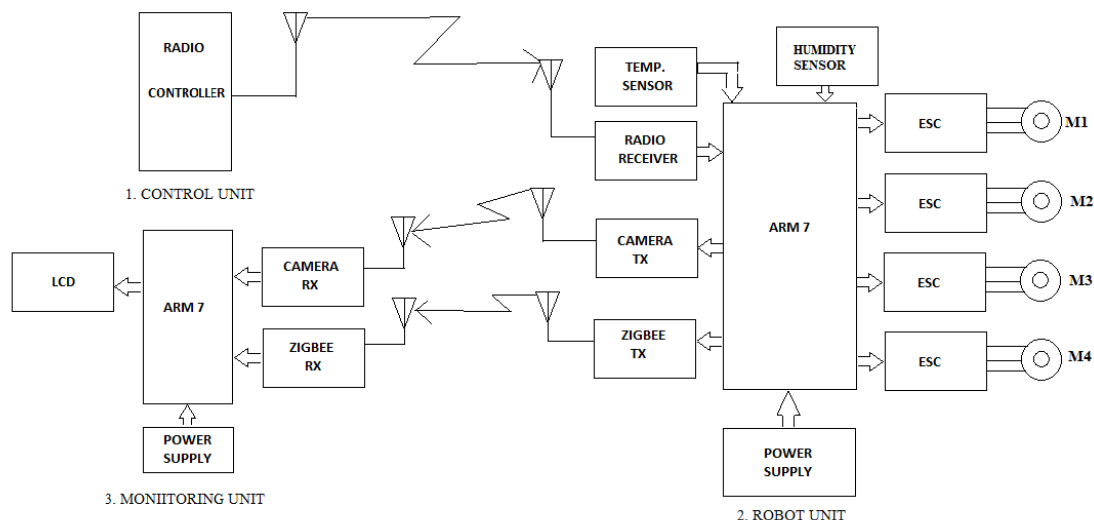 RADIO
CONTROLLER
1. CONTROL UNIT
TEMP.
SENSOR
HUMIDITY
SENSOR
RADIO
RECEIVER
ARM 7
CAMERA
TX
ZIGBEE
TX
ESC
M1
ESC
M2
ESC
M3
ESC
M4
POWER
SUPPLY
2. ROBOT UNIT
LCD
ARM 7
CAMERA
RX
ZIGBEE
RX
POWER
SUPPLY
3. MONIITORING UNIT